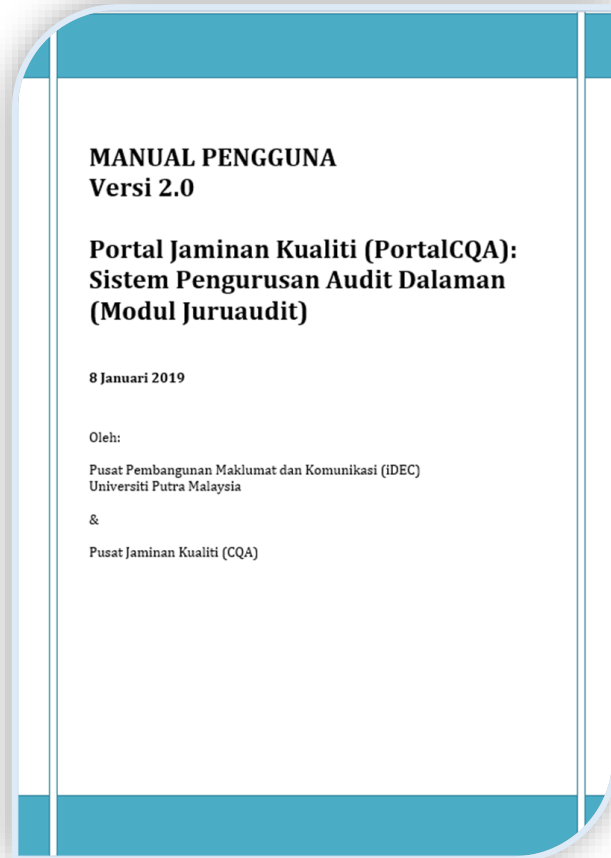 MANUAL PENGGUNA
Versi 2.0
Portal Jaminan Kualiti (PortalCQA):
Sistem Pengurusan Audit Dalaman
(Modul Juruaudit)
8 Januari 2019
Oleh:
Pusat Pembangunan Maklumat dan Komunikasi (iDEC)
Universiti Putra Malaysia
&
Pusat Jaminan Kualiti (CQA)